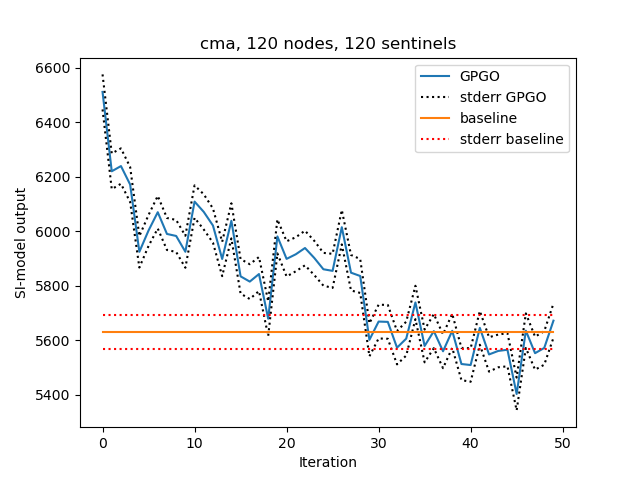 cma, 120 nodes, 120 sentinels
GPGO
stderr GPGO
baseline
stderr baseline
SI-model output
6600
6400
6200
6000
5800
5600
5400
0 10 20 30 40 50
Iteration